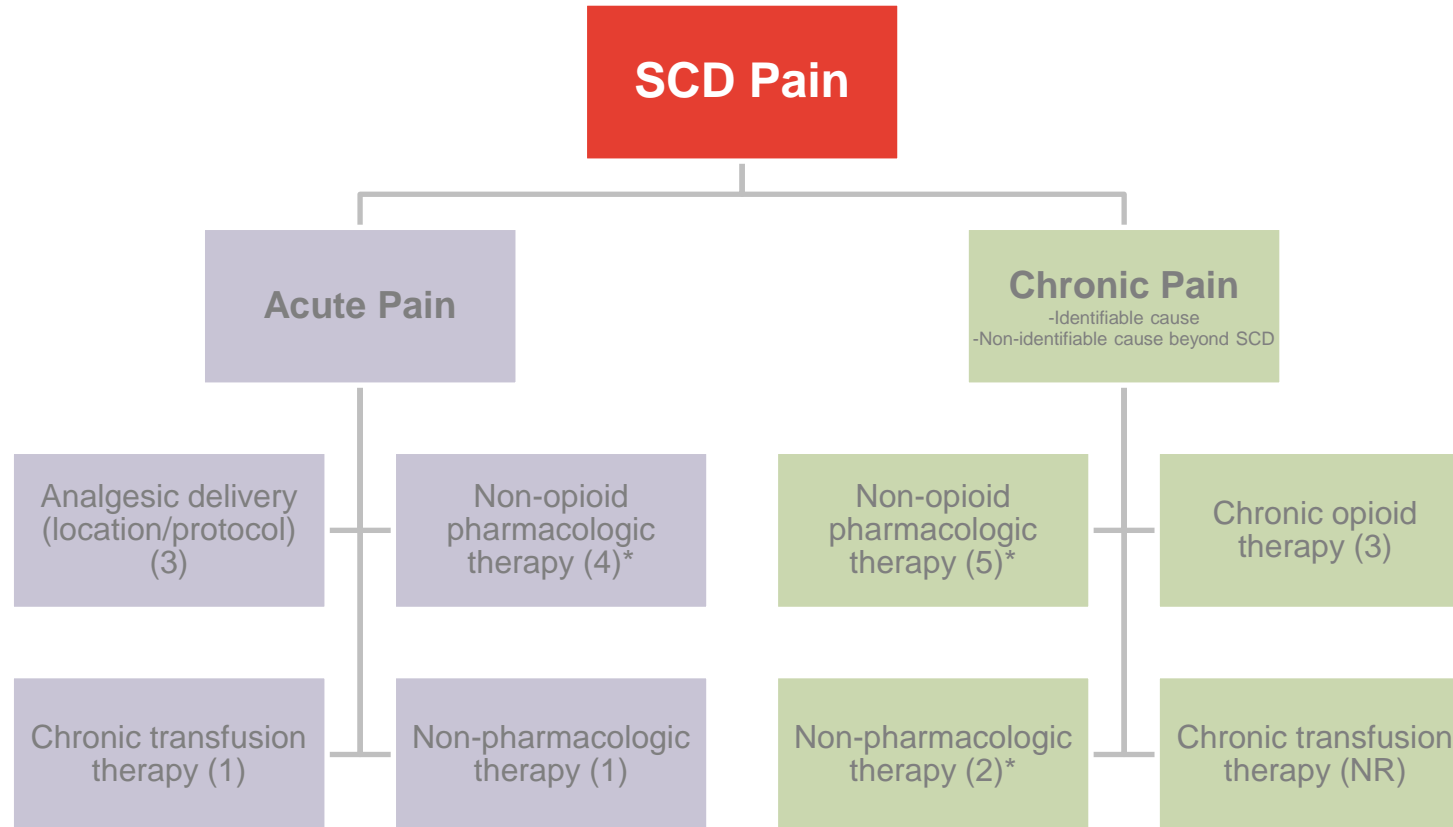 SCD Pain
Acute Pain
Chronic Pain
-Identifiable cause
-Non-identifiable cause beyond SCD
Analgesic delivery
(location/protocol)
(3)
Non-opioid
pharmacologic
therapy (4)*
Non-opioid
pharmacologic
therapy (5)*
Chronic opioid
therapy (3)
Chronic transfusion
therapy (1)
Non-pharmacologic
therapy (1)
Non-pharmacologic
therapy (2)*
Chronic transfusion
therapy (NR)